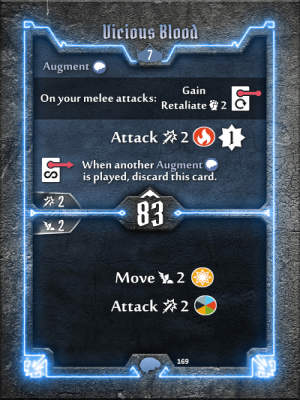 Vicious Blood
7
Augment
On your melee attacks: Gain
Retaliate 2
Attack 2
When another Augment
is played, discard this card.
2
83
2
Move 2
Attack 2
169